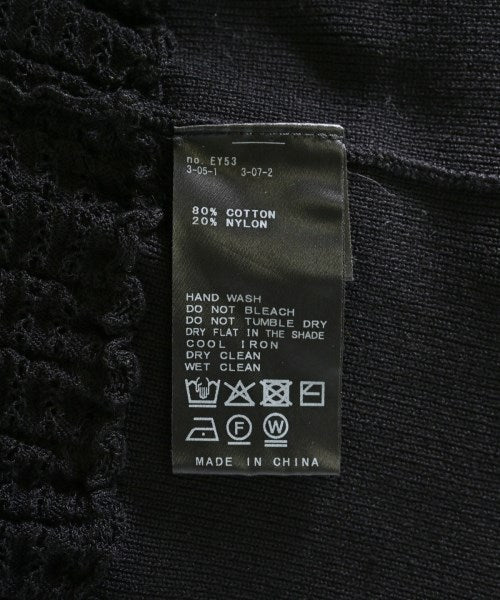 no. EY53
3-05-1 3-07-2
80% COTTON
20% NYLON
HAND WASH
DO NOT BLEACH
DO NOT TUMBLE DRY
DRY FLAT IN THE SHADE
COOL IRON
DRY CLEAN
WET CLEAN
F W
MADE IN CHINA